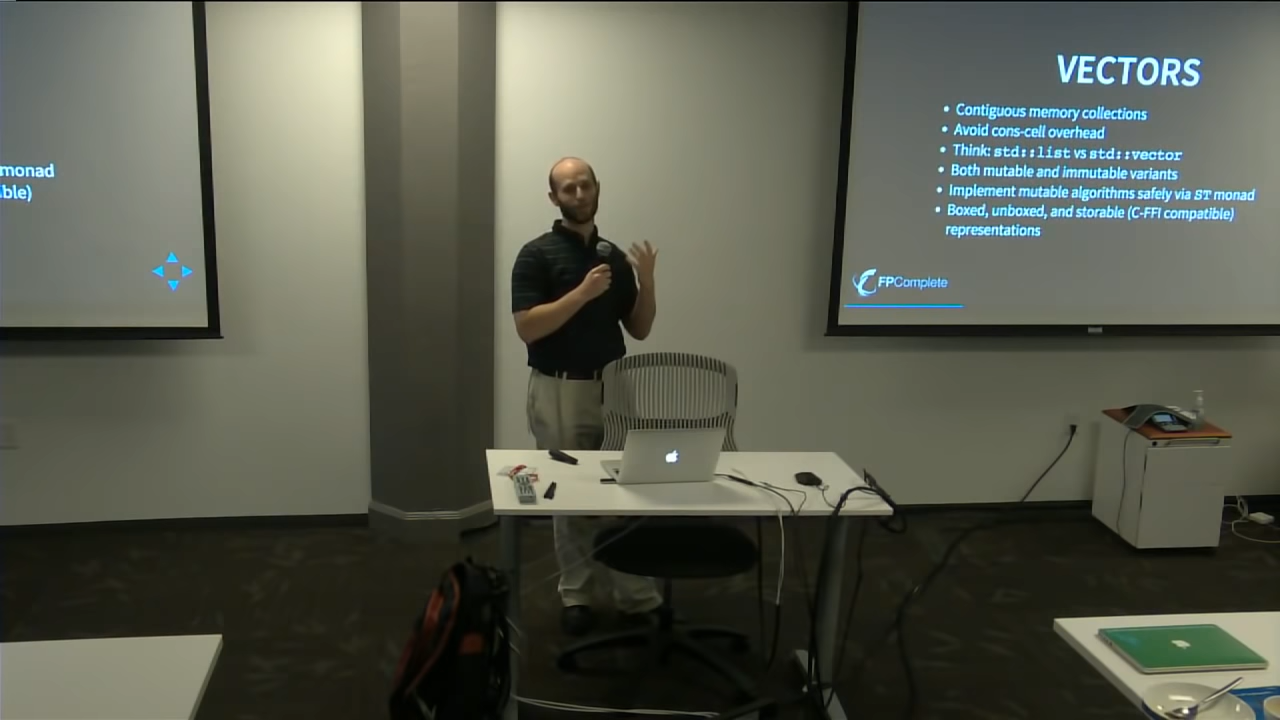 monad
ble)
VECTORS
• Contiguous memory collections
• Avoid cons-cell overhead
• Think: std::list vs std::vector
• Both mutable and immutable variants
• Implement mutable algorithms safely via ST monad
• Boxed, unboxed, and storable (C-FFI compatible)
representations
FPComplete